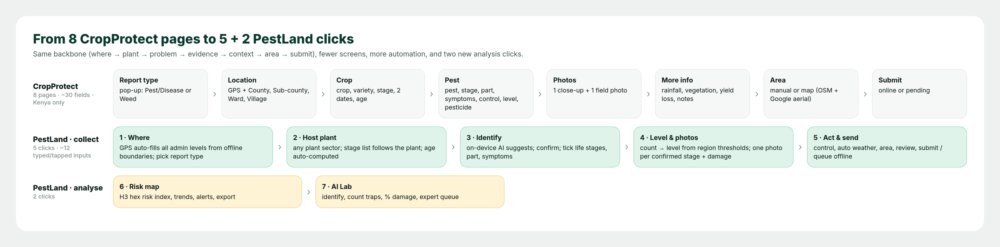 From 8 CropProtect pages to 5 + 2 PestLand clicks
Same backbone (where → plant → problem → evidence → context → area → submit), fewer screens, more automation, and two new analysis clicks.
CropProtect
8 pages · ~30 fields ·
Kenya only
Report type
pop-up: Pest/Disease or
Weed
›
Location
GPS + County, Sub-county,
Ward, Village
›
Crop
crop, variety, stage, 2
dates, age
›
Pest
pest, stage, part,
symptoms, control, level,
pesticide
›
Photos
1 close-up + 1 field photo
›
More info
rainfall, vegetation, yield
loss, notes
›
Area
manual or map (OSM +
Google aerial)
›
Submit
online or pending
PestLand · collect
5 clicks · ~12
typed/tapped inputs
1 · Where
GPS auto-fills all admin levels from offline
boundaries; pick report type
›
2 · Host plant
any plant sector; stage list follows the plant; age
auto-computed
›
3 · Identify
on-device AI suggests; confirm; tick life stages,
part, symptoms
›
4 · Level & photos
count → level from region thresholds; one photo
per confirmed stage + damage
›
5 · Act & send
control, auto weather, area, review, submit /
queue offline
PestLand · analyse
2 clicks
6 · Risk map
H3 hex risk index, trends, alerts, export
›
7 · AI Lab
identify, count traps, % damage, expert queue